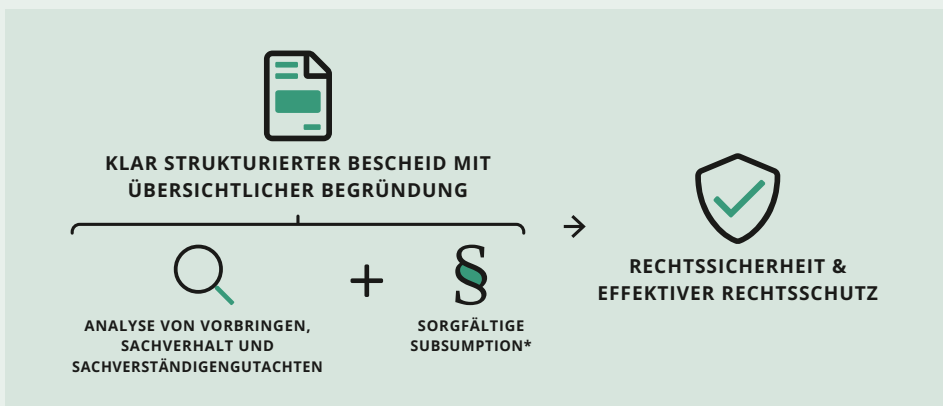 KLAR STRUKTURIERTER BESCHEID MIT
ÜBERSICHTLICHER BEGRÜNDUNG
ANALYSE VON VORBRINGEN,
SACHVERHALT UND
SACHVERSTÄNDIGENGUTACHTEN
+
§
SORGFÄLTIGE
SUBSUMPTION*
→
RECHTSSICHERHEIT &
EFFEKTIVER RECHTSSCHUTZ